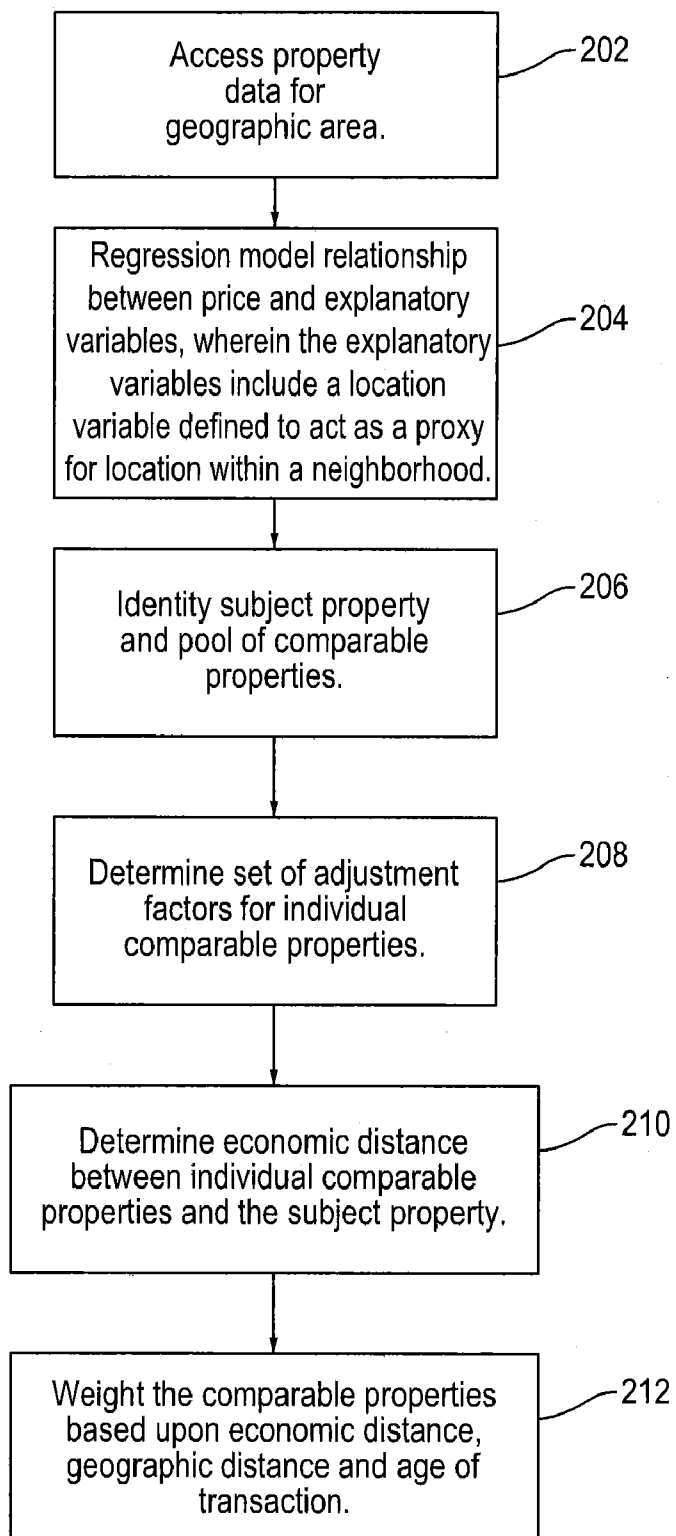 Access property
data for
geographic area.
202
Regression model relationship
between price and explanatory
variables, wherein the explanatory
variables include a location
variable defined to act as a proxy
for location within a neighborhood.
204
Identity subject property
and pool of comparable
properties.
206
Determine set of adjustment
factors for individual
comparable properties.
208
Determine economic distance
between individual comparable
properties and the subject property.
210
Weight the comparable properties
based upon economic distance,
geographic distance and age of
transaction.
212